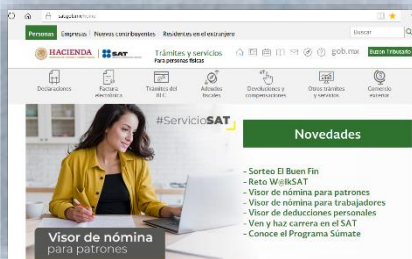 sat.gob.mx/home
Personas Empresas Nuevos contribuyentes Residentes en el extranjero Buscar
HACIENDA SAT Trámites y servicios gob.mx Buzón Tributario
Para personas físicas
Declaraciones Factura electrónica Trámites del RFC Adeudos fiscales Devoluciones y compensaciones Otros trámites y servicios Comercio exterior
#ServicioSAT
Novedades
- Sorteo El Buen Fin
- Reto W@lkSAT
- Visor de nómina para patrones
- Visor de nómina para trabajadores
- Visor de deducciones personales
- Ven y haz carrera en el SAT
- Conoce el Programa Súmate
Visor de nómina
para patrones